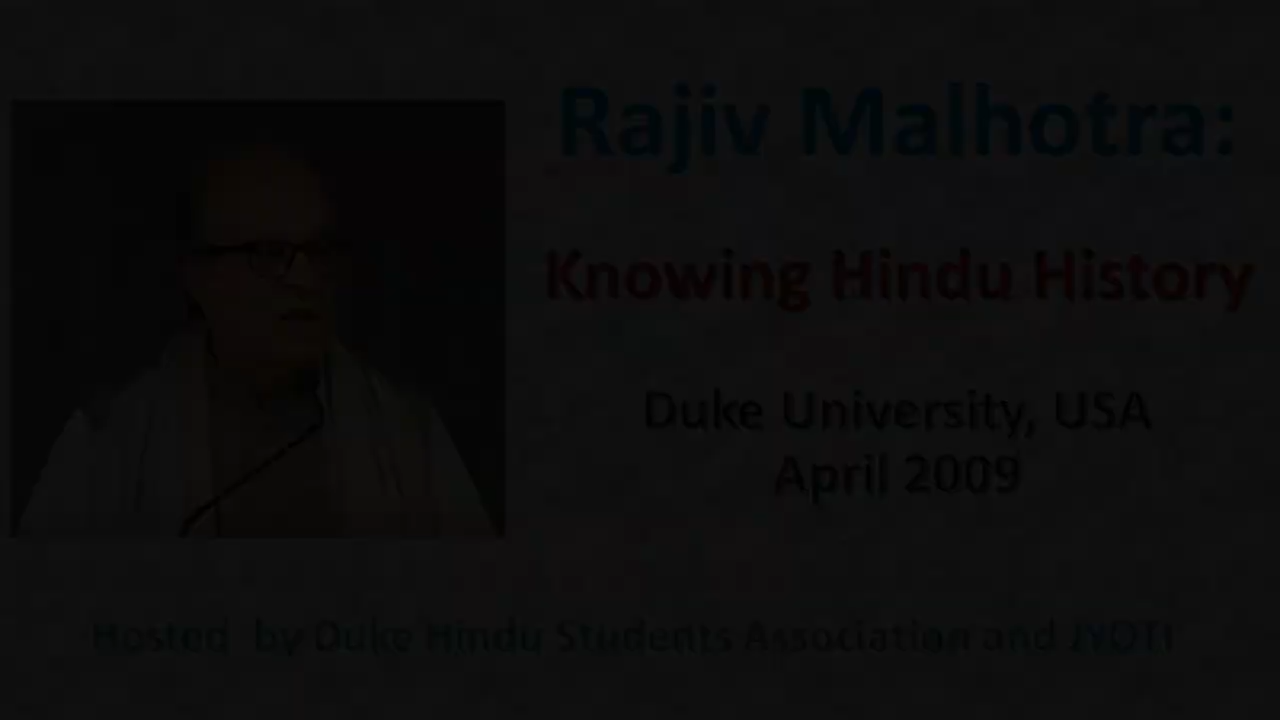 Rajiv Malhotra:
Knowing Hindu History
Duke University, USA
April 2009
Hosted by Duke Hindu Students Association and JYOTI